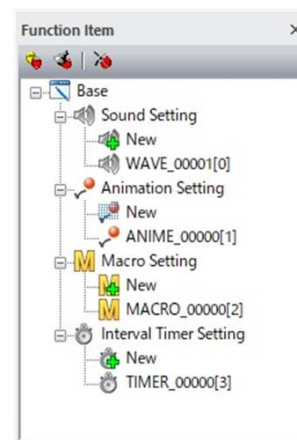 Function Item
Base
Sound Setting
New
WAVE_00001[0]
Animation Setting
New
ANIME_00000[1]
Macro Setting
New
MACRO_00000[2]
Interval Timer Setting
New
TIMER_00000[3]